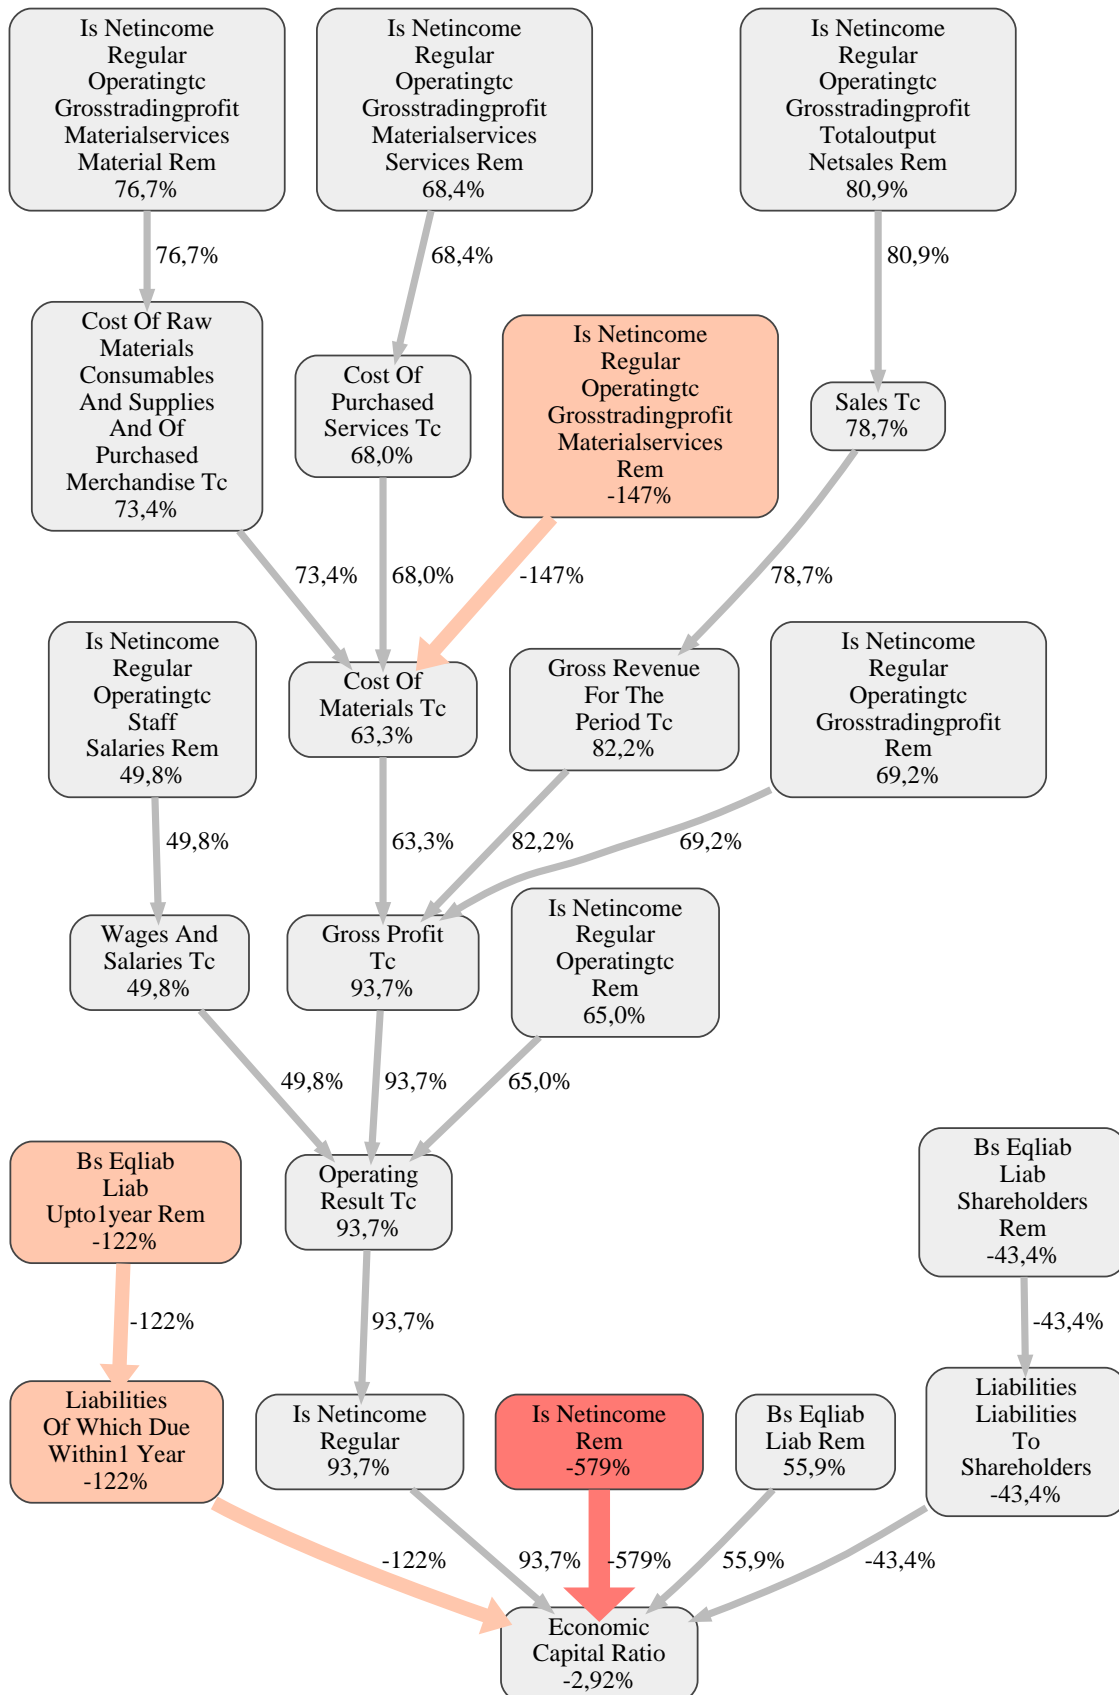 Is Netincome
Regular
Operatingtc
Grosstradingprofit
Materialservices
Material Rem
76,7%
Is Netincome
Regular
Operatingtc
Grosstradingprofit
Materialservices
Services Rem
68,4%
Is Netincome
Regular
Operatingtc
Grosstradingprofit
Totaloutput
Netsales Rem
80,9%
76,7%
68,4%
80,9%
Cost Of Raw
Materials
Consumables
And Supplies
And Of
Purchased
Merchandise Tc
73,4%
Cost Of
Purchased
Services Tc
68,0%
Is Netincome
Regular
Operatingtc
Grosstradingprofit
Materialservices
Rem
-147%
Sales Tc
78,7%
73,4%
68,0%
-147%
78,7%
Is Netincome
Regular
Operatingtc
Staff
Salaries Rem
49,8%
Cost Of
Materials Tc
63,3%
Gross Revenue
For The
Period Tc
82,2%
Is Netincome
Regular
Operatingtc
Grosstradingprofit
Rem
69,2%
49,8%
63,3%
82,2%
69,2%
Wages And
Salaries Tc
49,8%
Gross Profit
Tc
93,7%
Is Netincome
Regular
Operatingtc
Rem
65,0%
49,8%
93,7%
65,0%
Bs Eqliab
Liab
Upto1year Rem
-122%
Operating
Result Tc
93,7%
Bs Eqliab
Liab
Shareholders
Rem
-43,4%
-122%
93,7%
-43,4%
Liabilities
Of Which Due
Within1 Year
-122%
Is Netincome
Regular
93,7%
Is Netincome
Rem
-579%
Bs Eqliab
Liab Rem
55,9%
Liabilities
Liabilities
To
Shareholders
-43,4%
-122%
93,7%
-579%
55,9%
-43,4%
Economic
Capital Ratio
-2,92%